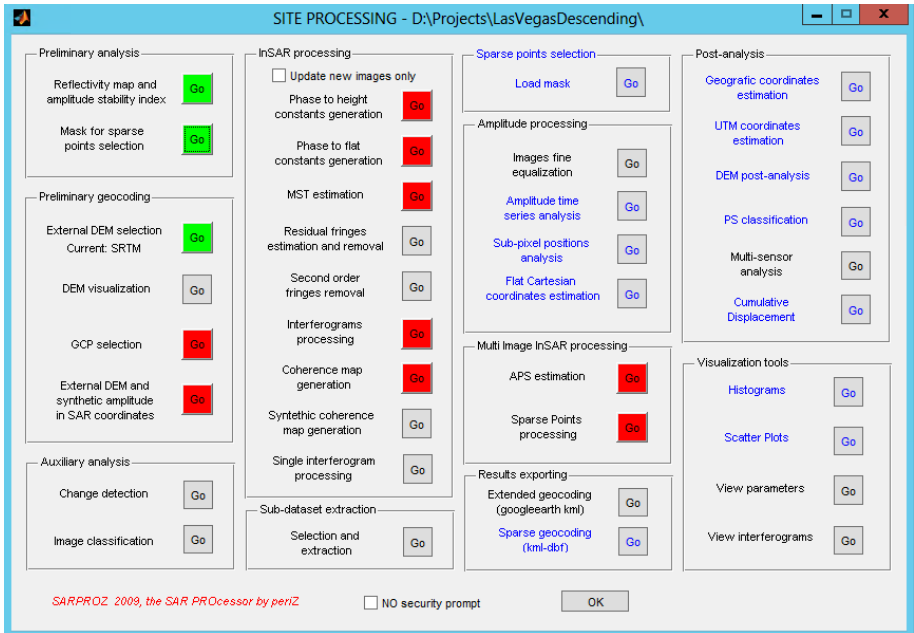 SITE PROCESSING - D:\Projects\LasVegasDescending\
Preliminary analysis
Reflectivity map and
amplitude stability index
Go
Mask for sparse
points selection
Go
Preliminary geocoding
External DEM selection
Current: SRTM
Go
DEM visualization
Go
GCP selection
Go
External DEM and
synthetic amplitude
in SAR coordinates
Go
Auxiliary analysis
Change detection
Go
Image classification
Go
InSAR processing
Update new images only
Phase to height
constants generation
Go
Phase to flat
constants generation
Go
MST estimation
Go
Residual fringes
estimation and removal
Go
Second order
fringes removal
Go
Interferograms
processing
Go
Coherence map
generation
Go
Syntethic coherence
map generation
Go
Single interferogram
processing
Go
Sub-dataset extraction
Selection and
extraction
Go
Sparse points selection
Load mask
Go
Amplitude processing
Images fine
equalization
Go
Amplitude time
series analysis
Go
Sub-pixel positions
analysis
Go
Flat Cartesian
coordinates estimation
Go
Multi Image InSAR processing
APS estimation
Go
Sparse Points
processing
Go
Results exporting
Extended geocoding
(googleearth kml)
Go
Sparse geocoding
(kml-dbf)
Go
Post-analysis
Geografic coordinates
estimation
Go
UTM coordinates
estimation
Go
DEM post-analysis
Go
PS classification
Go
Multi-sensor
analysis
Go
Cumulative
Displacement
Go
Visualization tools
Histograms
Go
Scatter Plots
Go
View parameters
Go
View interferograms
Go
SARPROZ 2009, the SAR PROcessor by periZ
NO security prompt
OK